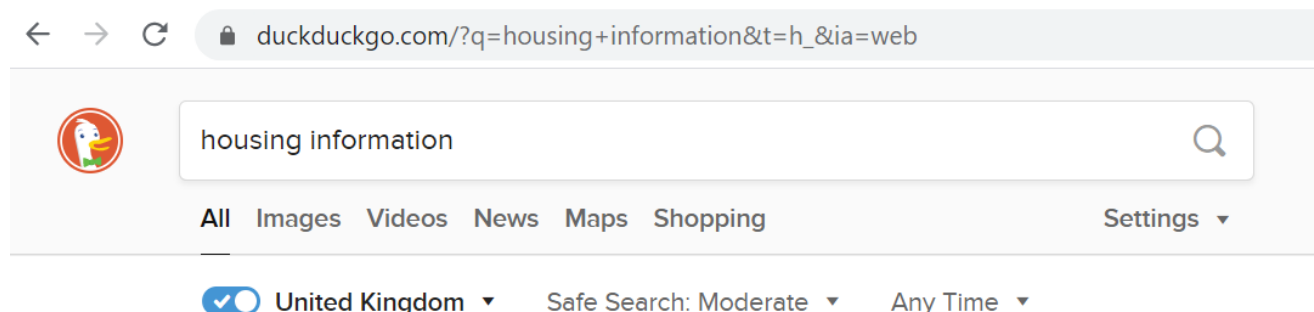 duckduckgo.com/?q=housing+information&t=h_&ia=web
housing information
All Images Videos News Maps Shopping Settings
United Kingdom Safe Search: Moderate Any Time